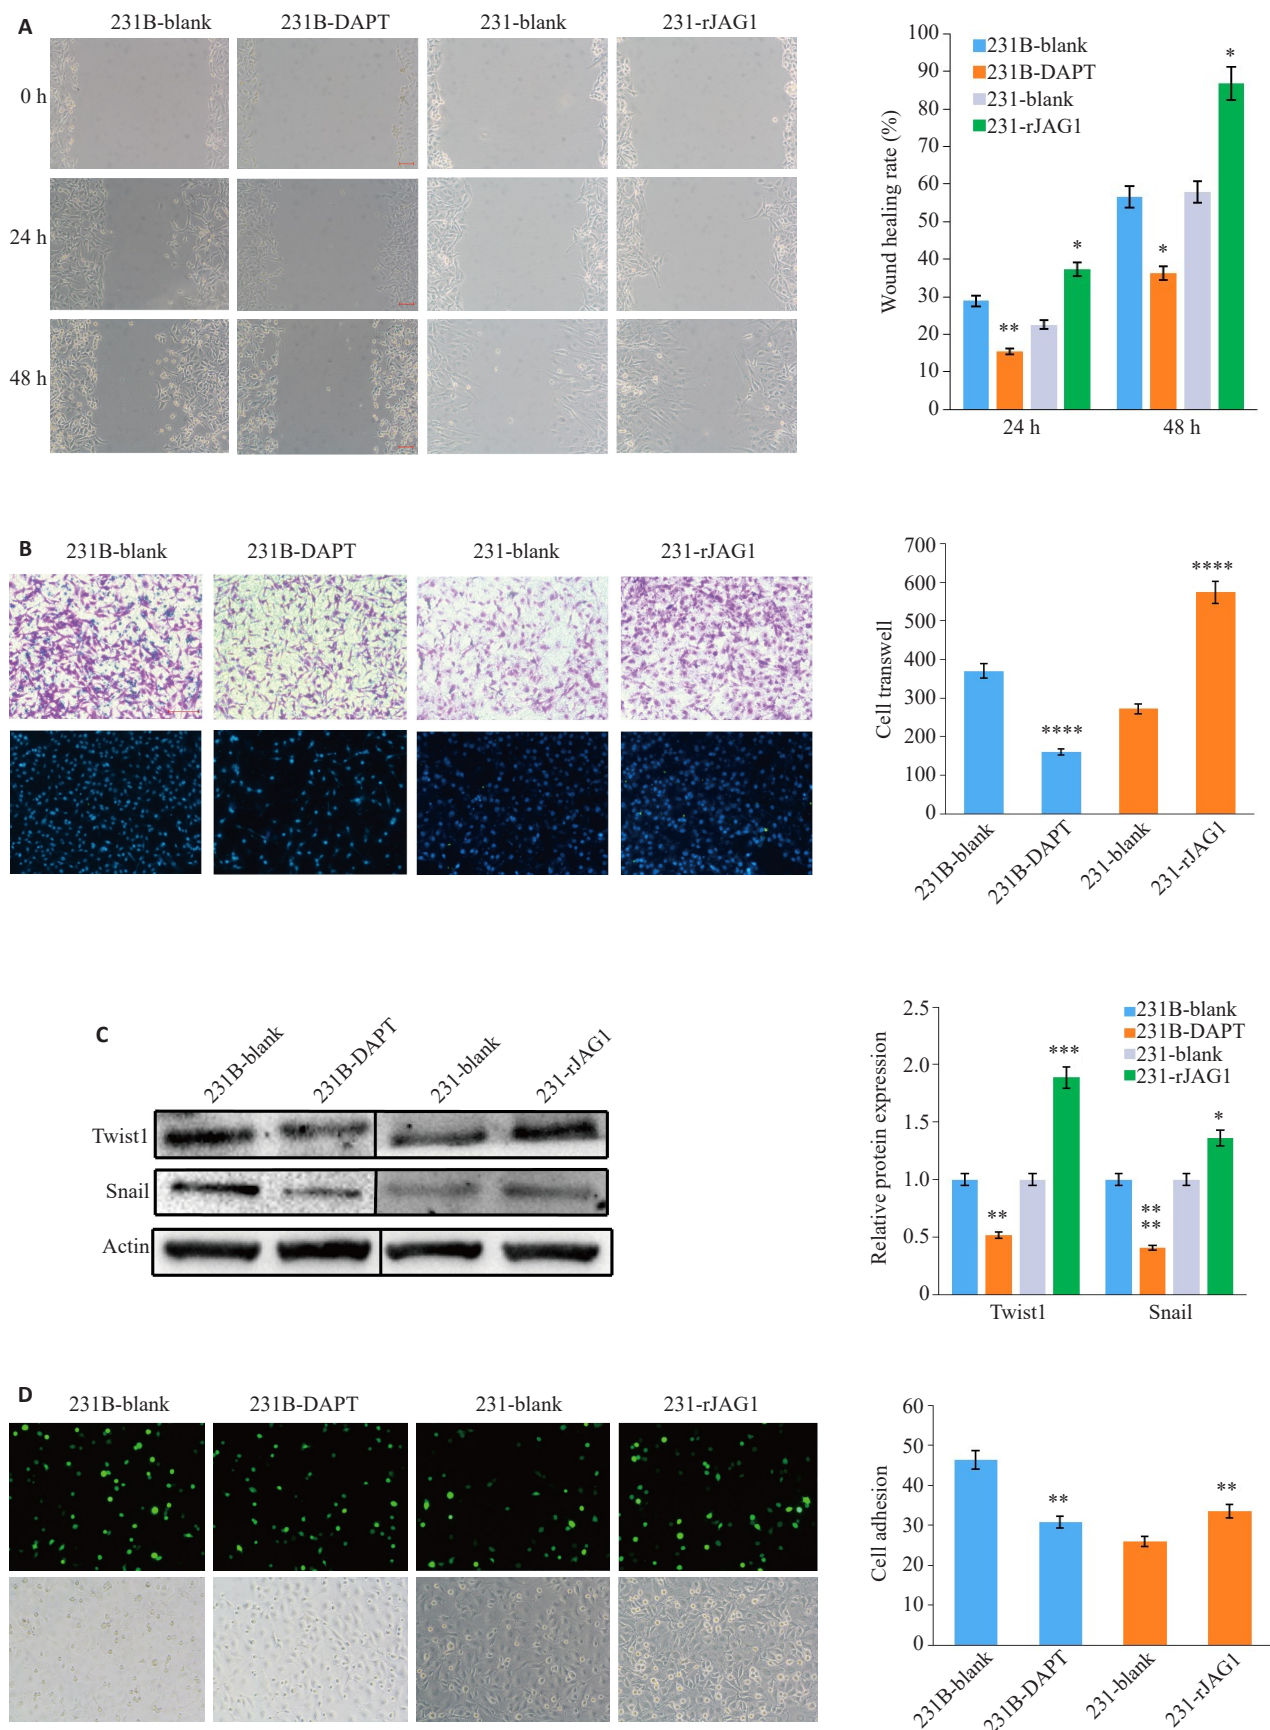 A
231B-blank
231B-DAPT
231-blank
231-rJAG1
0 h
24 h
48 h
Wound healing rate (%)
100
90
80
70
60
50
40
30
20
10
0
231B-blank
231B-DAPT
231-blank
231-rJAG1
**
*
*
*
24 h
48 h
B
231B-blank
231B-DAPT
231-blank
231-rJAG1
Cell transwell
700
600
500
400
300
200
100
0
****
****
231B-blank
231B-DAPT
231-blank
231-rJAG1
C
231B-blank
231B-DAPT
231-blank
231-rJAG1
Twist1
Snail
Actin
Relative protein expression
2.5
2.0
1.5
1.0
0.5
0
231B-blank
231B-DAPT
231-blank
231-rJAG1
**
***
**
**
*
Twist1
Snail
D
231B-blank
231B-DAPT
231-blank
231-rJAG1
Cell adhesion
60
50
40
30
20
10
0
**
**
231B-blank
231B-DAPT
231-blank
231-rJAG1